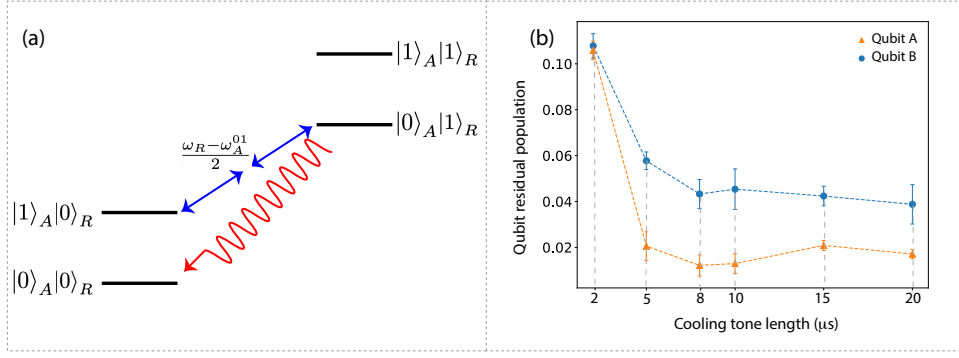 (a)
|1⟩_A|1⟩_R
|0⟩_A|1⟩_R
\frac{ω_R−ω_A^{01}}{2}
|1⟩_A|0⟩_R
|0⟩_A|0⟩_R
(b)
Qubit A
Qubit B
Qubit residual population
0.10
0.08
0.06
0.04
0.02
2 5 8 10 15 20
Cooling tone length (μs)